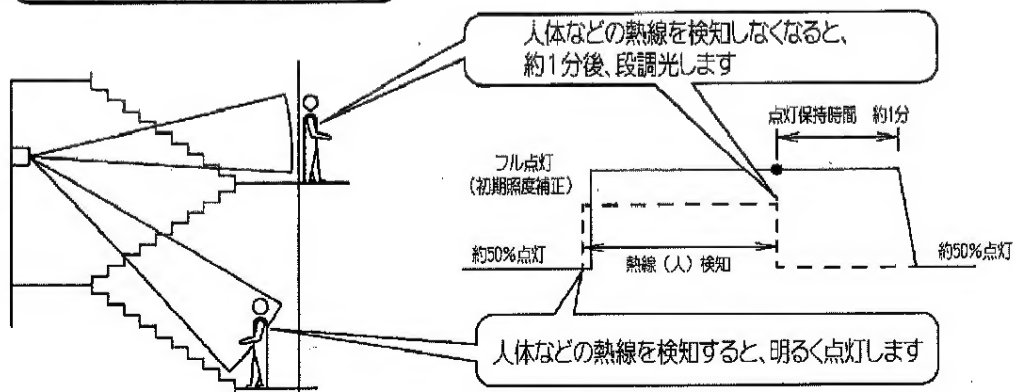 人体などの熱線を検知しなくなると、
約1分後、段調光します
点灯保持時間 約1分
フル点灯
(初期照度補正)
約50%点灯
熱線(人)検知
約50%点灯
人体などの熱線を検知すると、明るく点灯します